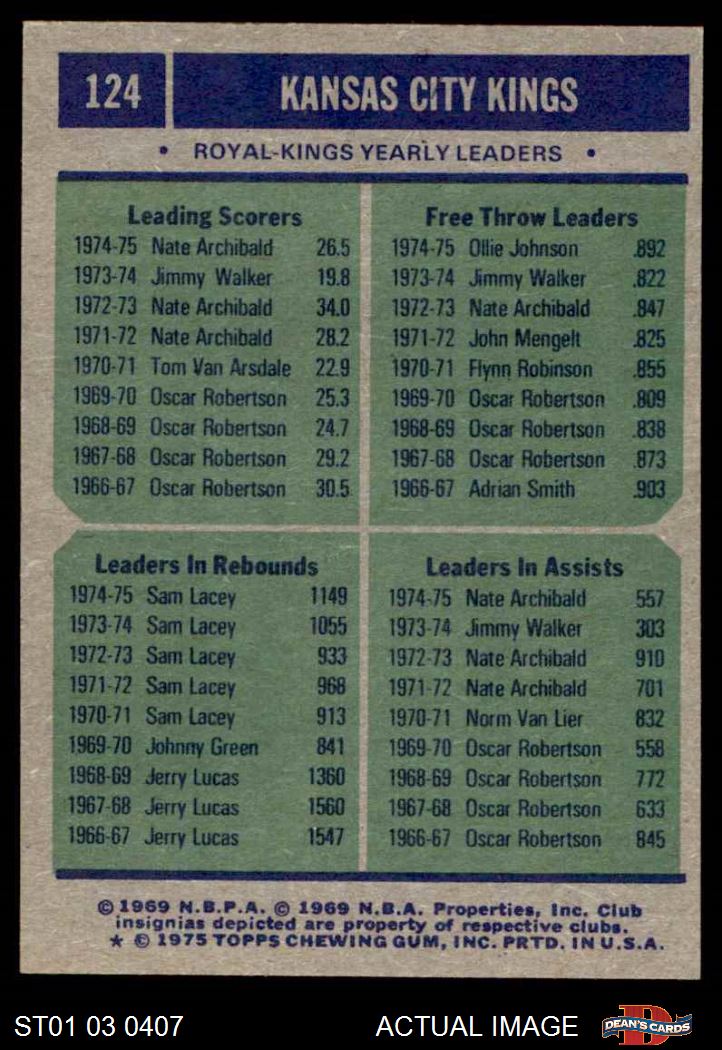 124 KANSAS CITY KINGS
• ROYAL-KINGS YEARLY LEADERS •
Leading Scorers
1974-75 Nate Archibald 26.5
1973-74 Jimmy Walker 19.8
1972-73 Nate Archibald 34.0
1971-72 Nate Archibald 28.2
1970-71 Tom Van Arsdale 22.9
1969-70 Oscar Robertson 25.3
1968-69 Oscar Robertson 24.7
1967-68 Oscar Robertson 29.2
1966-67 Oscar Robertson 30.5
Free Throw Leaders
1974-75 Ollie Johnson .892
1973-74 Jimmy Walker .822
1972-73 Nate Archibald .847
1971-72 John Mengelt .825
1970-71 Flynn Robinson .855
1969-70 Oscar Robertson .809
1968-69 Oscar Robertson .838
1967-68 Oscar Robertson .873
1966-67 Adrian Smith .903
Leaders In Rebounds
1974-75 Sam Lacey 1149
1973-74 Sam Lacey 1055
1972-73 Sam Lacey 933
1971-72 Sam Lacey 968
1970-71 Sam Lacey 913
1969-70 Johnny Green 841
1968-69 Jerry Lucas 1360
1967-68 Jerry Lucas 1560
1966-67 Jerry Lucas 1547
Leaders In Assists
1974-75 Nate Archibald 557
1973-74 Jimmy Walker 303
1972-73 Nate Archibald 910
1971-72 Nate Archibald 701
1970-71 Norm Van Lier 832
1969-70 Oscar Robertson 558
1968-69 Oscar Robertson 772
1967-68 Oscar Robertson 633
1966-67 Oscar Robertson 845
© 1969 N.B.P.A. © 1969 N.B.A. Properties, Inc. Club
insignias depicted are property of respective clubs.
★ © 1975 TOPPS CHEWING GUM, INC. PRTD. IN U.S.A.
ST01 03 0407 ACTUAL IMAGE D DEAN'S CARDS